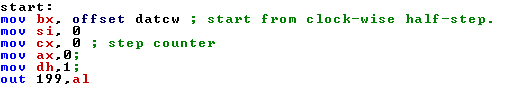 start:
mov bx, offset datcw ; start from clock-wise half-step.
mov si, 0
mov cx, 0 ; step counter
mov ax,0;
mov dh,1;
out 199,al